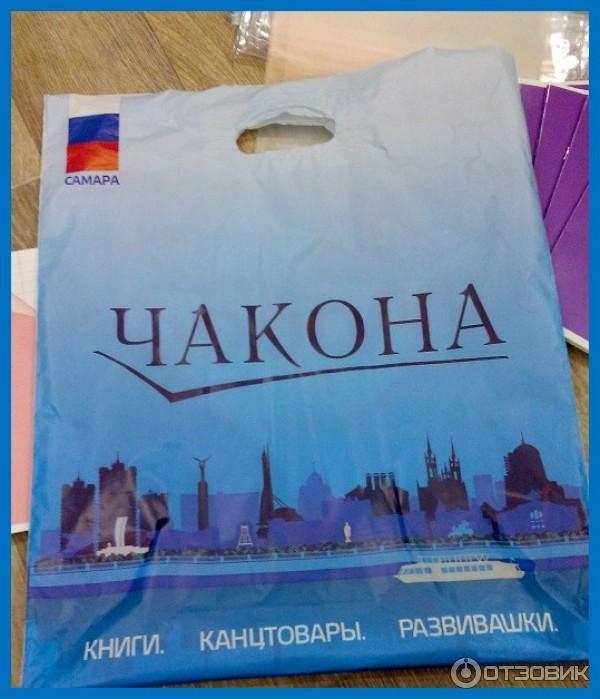 САМАРА
ЧАКОНА
КНИГИ. КАНЦТОВАРЫ. РАЗВИВАШКИ.
ОТЗОВИК